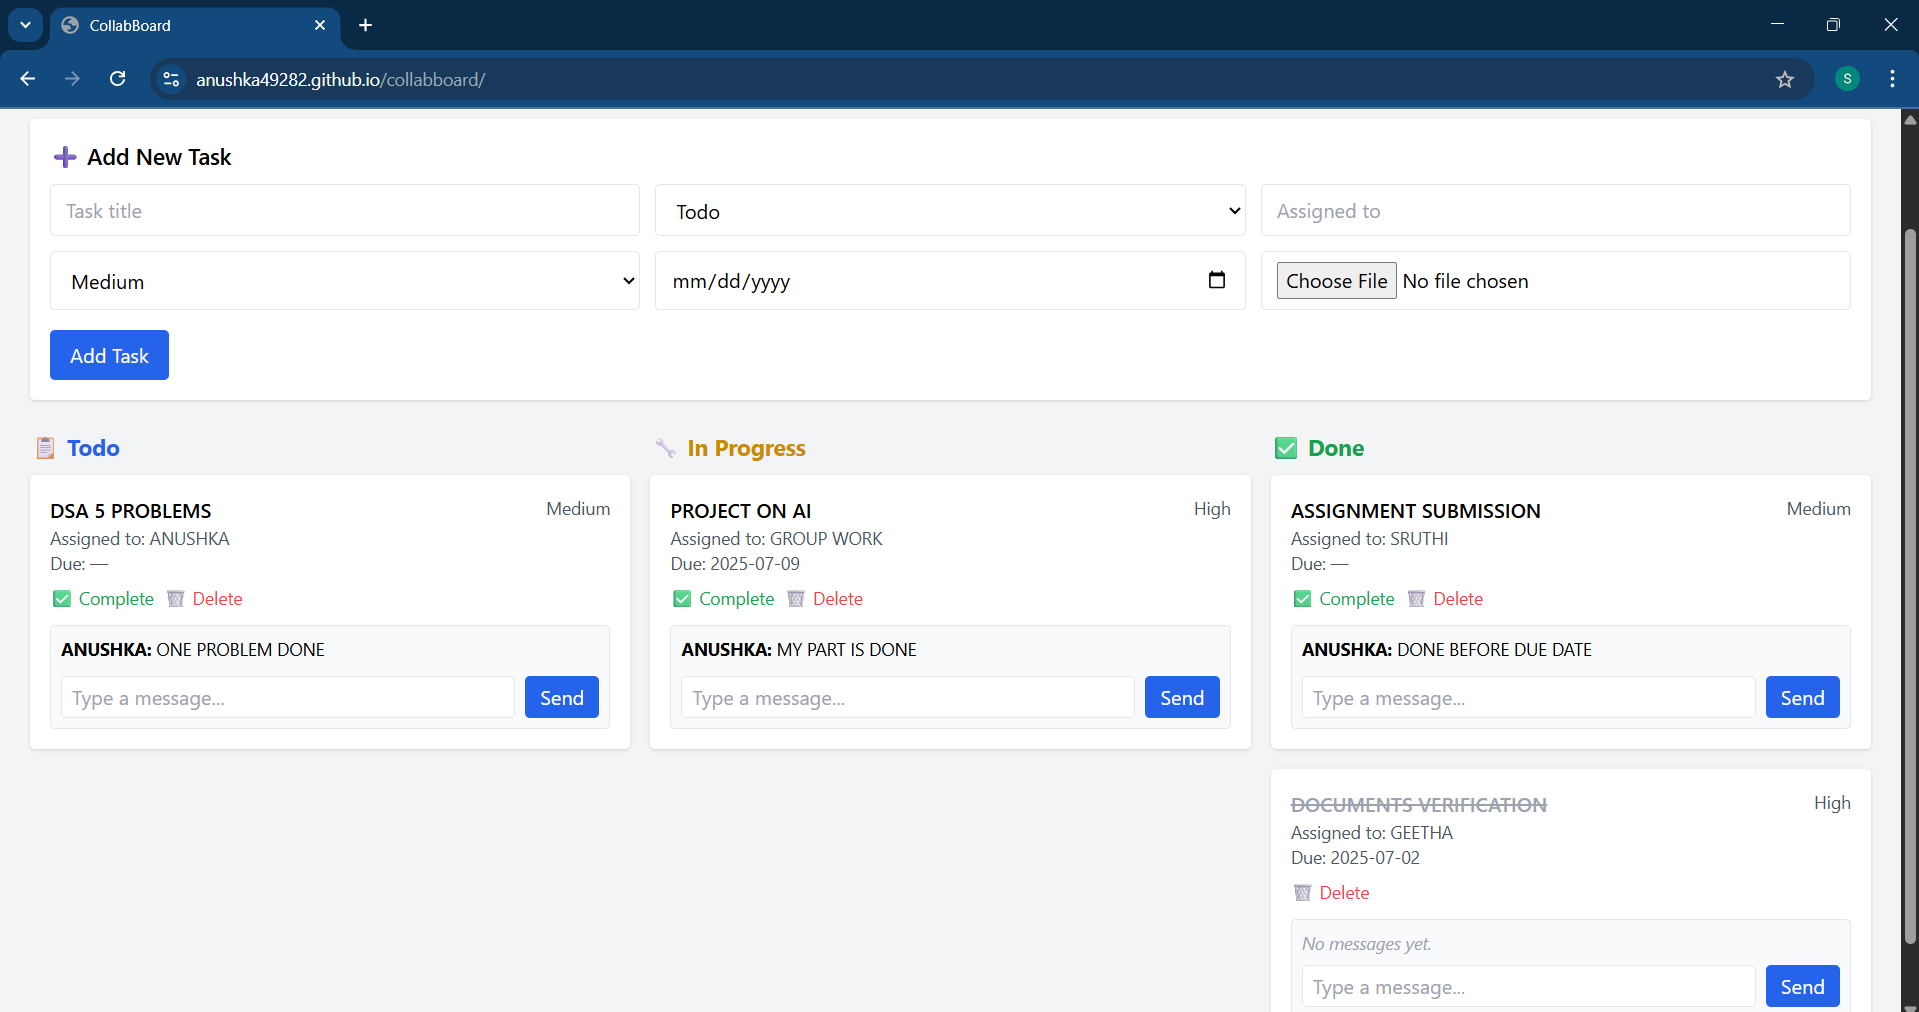 CollabBoard
anushka49282.github.io/collabboard/
S
Add New Task
Task title
Todo
Assigned to
Medium
mm/dd/yyyy
Choose File No file chosen
Add Task
Todo
DSA 5 PROBLEMS
Medium
Assigned to: ANUSHKA
Due: —
Complete Delete
ANUSHKA: ONE PROBLEM DONE
Type a message...
Send
In Progress
PROJECT ON AI
High
Assigned to: GROUP WORK
Due: 2025-07-09
Complete Delete
ANUSHKA: MY PART IS DONE
Type a message...
Send
Done
ASSIGNMENT SUBMISSION
Medium
Assigned to: SRUTHI
Due: —
Complete Delete
ANUSHKA: DONE BEFORE DUE DATE
Type a message...
Send
DOCUMENTS VERIFICATION
High
Assigned to: GEETHA
Due: 2025-07-02
Delete
No messages yet.
Type a message...
Send